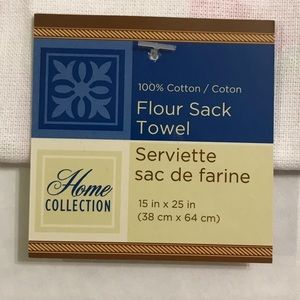 100% Cotton / Coton
Flour Sack
Towel
Serviette
sac de farine
15 in x 25 in
(38 cm x 64 cm)
Home
COLLECTION